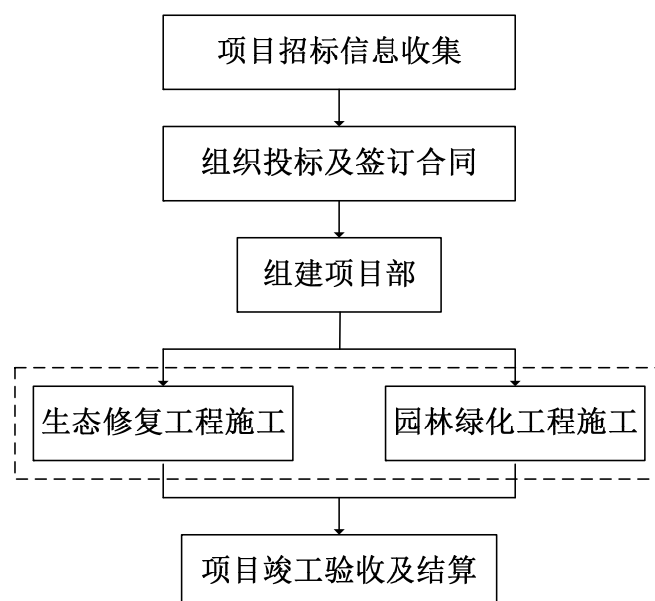 项目招标信息收集
组织投标及签订合同
组建项目部
生态修复工程施工
园林绿化工程施工
项目竣工验收及结算